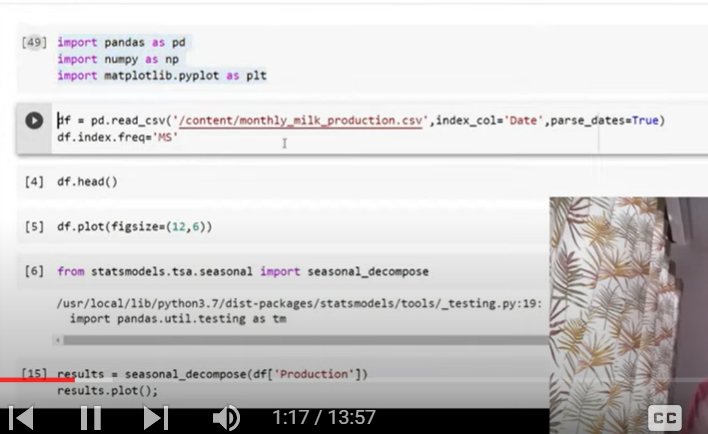 [49] import pandas as pd
import numpy as np
import matplotlib.pyplot as plt
df = pd.read_csv('/content/monthly_milk_production.csv',index_col='Date',parse_dates=True)
df.index.freq='MS'
[4] df.head()
[5] df.plot(figsize=(12,6))
[6] from statsmodels.tsa.seasonal import seasonal_decompose
/usr/local/lib/python3.7/dist-packages/statsmodels/tools/_testing.py:19:
import pandas.util.testing as tm
[15] results = seasonal_decompose(df['Production'])
results.plot();
1:17 / 13:57
CC